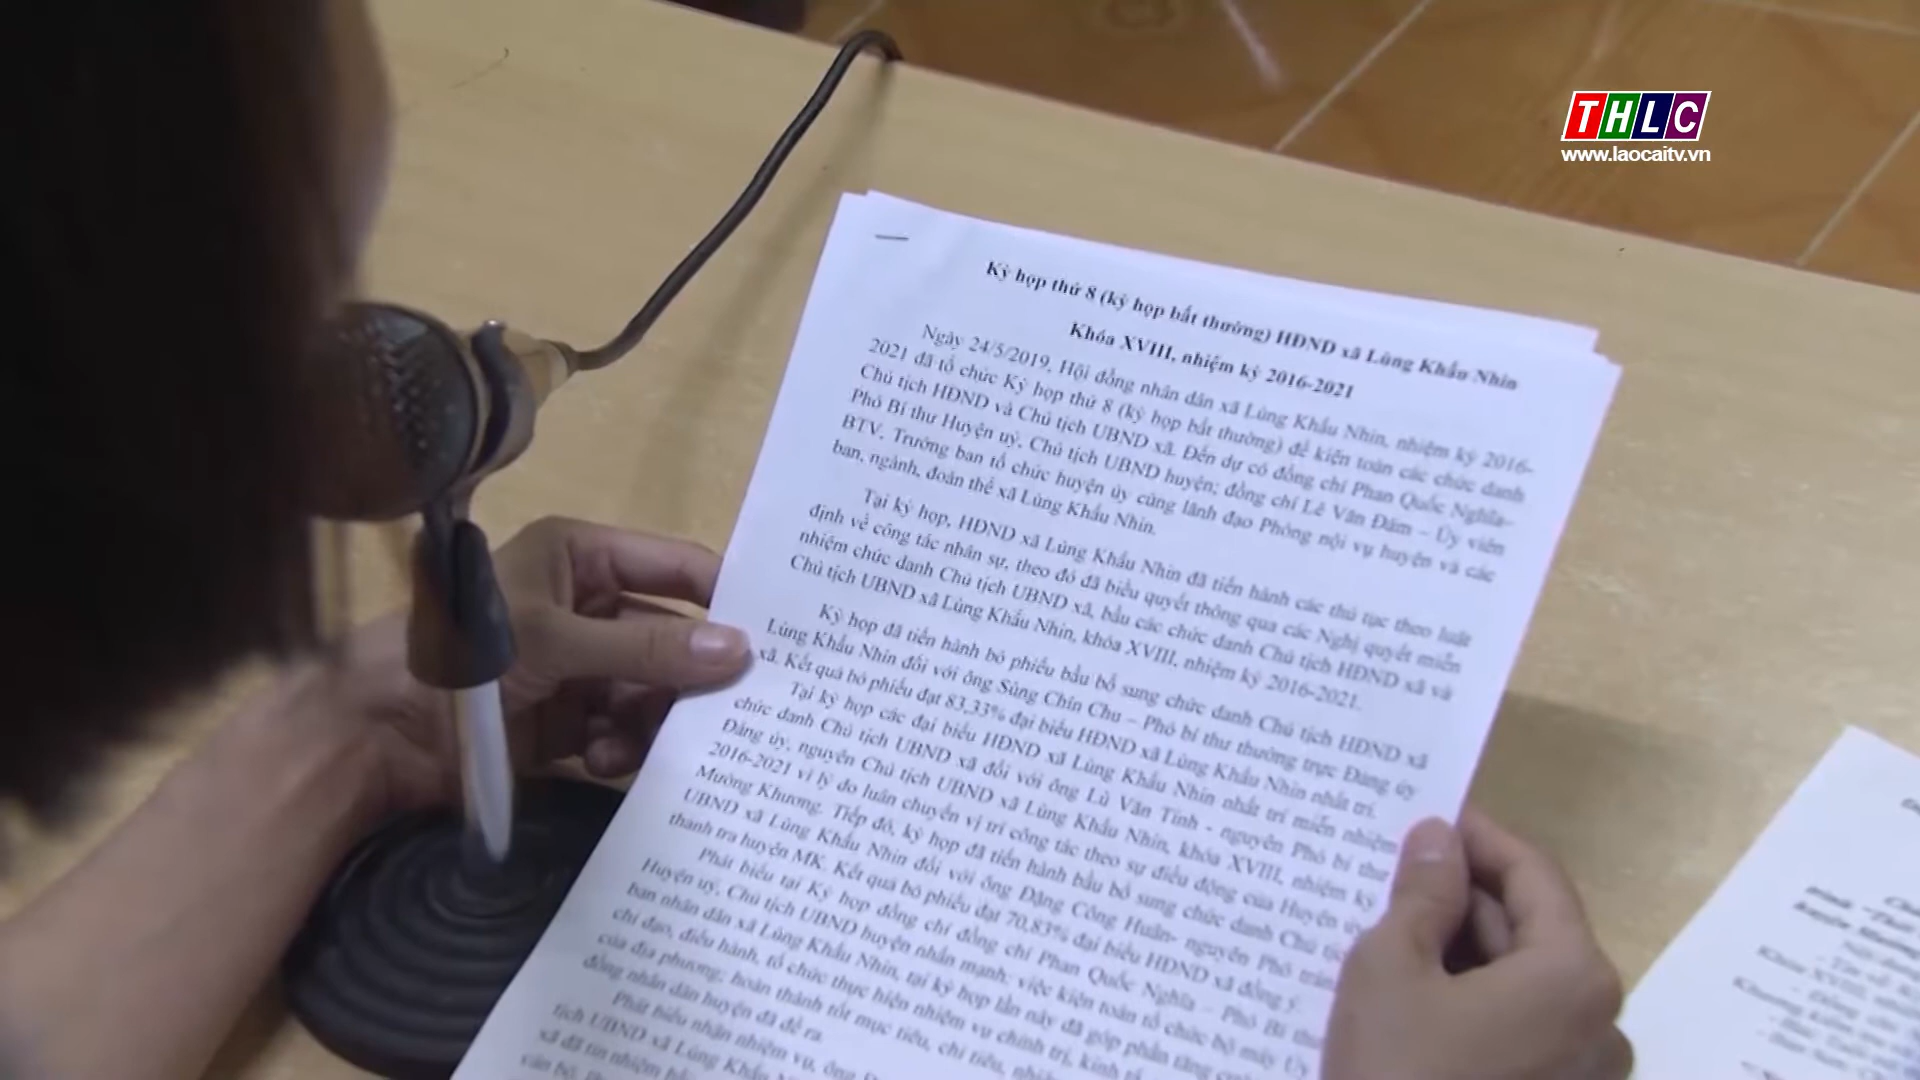 THLC
www.laocaitv.vn
Kỳ họp thứ 8 (kỳ họp bất thường) HĐND xã Lùng Khấu Nhin
Khóa XVIII, nhiệm kỳ 2016-2021
Ngày 24/5/2019, Hội đồng nhân dân xã Lùng Khấu Nhin, nhiệm kỳ 2016-
2021 đã tổ chức Kỳ họp thứ 8 (kỳ họp bất thường) để kiện toàn các chức danh
Chủ tịch HĐND và Chủ tịch UBND xã. Đến dự có đồng chí Phan Quốc Nghĩa–
Phó Bí thư Huyện uỷ, Chủ tịch UBND huyện; đồng chí Lê Văn Đảm – Ủy viên
BTV, Trưởng ban tổ chức huyện ủy cùng lãnh đạo Phòng nội vụ huyện và các
ban, ngành, đoàn thể xã Lùng Khấu Nhin.
Tại kỳ họp, HĐND xã Lùng Khấu Nhin đã tiến hành các thủ tục theo luật
định về công tác nhân sự, theo đó đã biểu quyết thông qua các Nghị quyết miễn
nhiệm chức danh Chủ tịch UBND xã, bầu các chức danh Chủ tịch HĐND xã và
Chủ tịch UBND xã Lùng Khấu Nhin, khóa XVIII, nhiệm kỳ 2016-2021.
Kỳ họp đã tiến hành bỏ phiếu bầu bổ sung chức danh Chủ tịch HĐND xã
Lùng Khấu Nhin đối với ông Sùng Chín Chu – Phó bí thư thường trực Đảng ủy
xã. Kết quả bỏ phiếu đạt 83,33% đại biểu HĐND xã Lùng Khấu Nhin nhất trí.
Tại kỳ họp các đại biểu HĐND xã Lùng Khấu Nhin nhất trí miễn nhiệm
chức danh Chủ tịch UBND xã đối với ông Lù Văn Tính - nguyên Phó bí thư
Đảng ủy, nguyên Chủ tịch UBND xã Lùng Khấu Nhin, khóa XVIII, nhiệm kỳ
2016-2021 vì lý do luân chuyển vị trí công tác theo sự điều động của Huyện ủy
Mường Khương. Tiếp đó, kỳ họp đã tiến hành bầu bổ sung chức danh Chủ tịch
UBND xã Lùng Khấu Nhin đối với ông Đặng Công Huân- nguyên Phó
thanh tra huyện MK. Kết quả bỏ phiếu đạt 70,83% đại biểu HĐND xã đồng ý.
Phát biểu tại Kỳ họp đồng chí đồng chí Phan Quốc Nghĩa – Phó Bí thư
Huyện uỷ, Chủ tịch UBND huyện nhấn mạnh: việc kiện toàn tổ chức bộ máy Ủy
ban nhân dân xã Lùng Khấu Nhin, tại kỳ họp lần này đã góp phần tăng
chỉ đạo, điều hành, tổ chức thực hiện nhiệm vụ chính trị, kinh tế
của địa phương; hoàn thành tốt mục tiêu, chỉ tiêu,
đồng nhân dân huyện đã đề ra.
Phát biểu nhận nhiệm vụ, ông
tịch UBND xã Lùng Khấu
xã đã tín nhiệm
cán bộ,